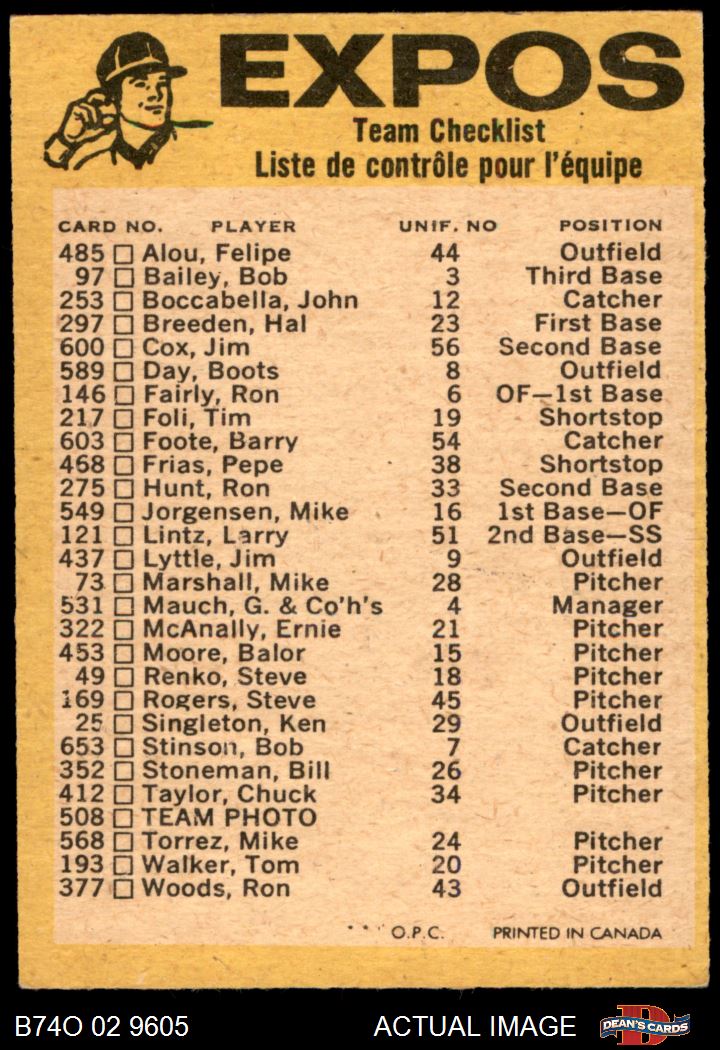 EXPOS
Team Checklist
Liste de contrôle pour l'équipe
CARD NO. PLAYER UNIF. NO POSITION
485 Alou, Felipe 44 Outfield
97 Bailey, Bob 3 Third Base
253 Boccabella, John 12 Catcher
297 Breeden, Hal 23 First Base
600 Cox, Jim 56 Second Base
589 Day, Boots 8 Outfield
146 Fairly, Ron 6 OF—1st Base
217 Foli, Tim 19 Shortstop
603 Foote, Barry 54 Catcher
468 Frias, Pepe 38 Shortstop
275 Hunt, Ron 33 Second Base
549 Jorgensen, Mike 16 1st Base—OF
121 Lintz, Larry 51 2nd Base—SS
437 Lyttle, Jim 9 Outfield
73 Marshall, Mike 28 Pitcher
531 Mauch, G. & Co'h's 4 Manager
322 McAnally, Ernie 21 Pitcher
453 Moore, Balor 15 Pitcher
49 Renko, Steve 18 Pitcher
169 Rogers, Steve 45 Pitcher
25 Singleton, Ken 29 Outfield
653 Stinson, Bob 7 Catcher
352 Stoneman, Bill 26 Pitcher
412 Taylor, Chuck 34 Pitcher
508 TEAM PHOTO
568 Torrez, Mike 24 Pitcher
193 Walker, Tom 20 Pitcher
377 Woods, Ron 43 Outfield
* * * O.P.C. PRINTED IN CANADA
B74O 02 9605 ACTUAL IMAGE DEAN'S CARDS